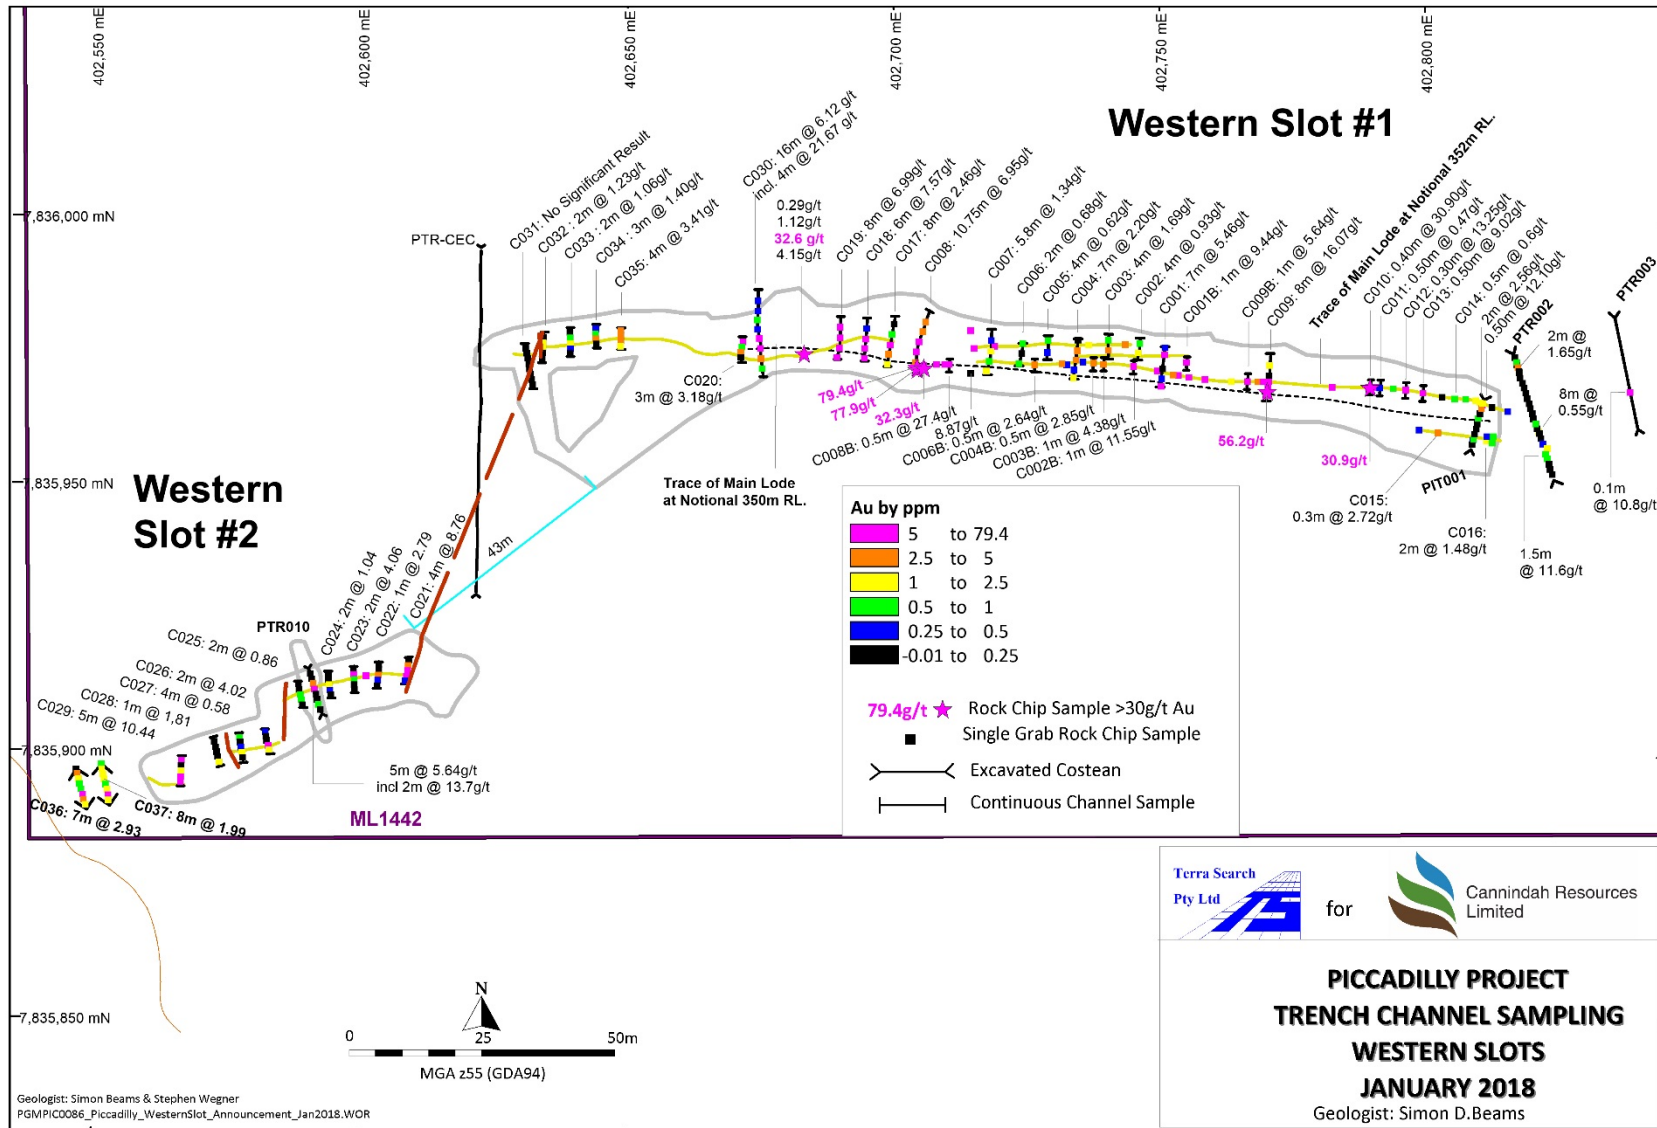 402,550 mE
402,600 mE
402,650 mE
402,700 mE
402,750 mE
402,800 mE
Western Slot #1
7,836,000 mN
PTR-CEC
C031: No Significant Result
C032 : 2m @ 1.23g/t
C033 : 2m @ 1.06g/t
C034 : 3m @ 1.40g/t
C035: 4m @ 3.41g/t
C030: 16m @ 6.12 g/t
incl. 4m @ 21.67 g/t
0.29g/t
1.12g/t
32.6 g/t
4.15g/t
C019: 8m @ 6.99g/t
C018: 6m @ 7.57g/t
C017: 8m @ 2.46g/t
C008: 10.75m @ 6.95g/t
C007: 5.8m @ 1.34g/t
C006: 2m @ 0.68g/t
C005: 4m @ 0.62g/t
C004: 7m @ 2.20g/t
C003: 4m @ 1.69g/t
C002: 4m @ 0.93g/t
C001: 7m @ 5.46g/t
C001B: 1m @ 9.44g/t
C009B: 1m @ 5.64g/t
C009: 8m @ 16.07g/t
Trace of Main Lode at Notional 352m RL.
C010: 0.40m @ 30.90g/t
C011: 0.50m @ 0.47g/t
C012: 0.30m @ 13.25g/t
C013: 0.50m @ 9.02g/t
C014: 0.5m @ 0.6g/t
2m @ 2.56g/t
0.50m @ 12.10g/t
PTR002
PTR003
2m @
1.65g/t
8m @
0.55g/t
0.1m
@ 10.8g/t
1.5m
@ 11.6g/t
PIT001
C015:
0.3m @ 2.72g/t
C016:
2m @ 1.48g/t
30.9g/t
56.2g/t
C020:
3m @ 3.18g/t
79.4g/t
77.9g/t
32.3g/t
C008B: 0.5m @ 27.4g/t
8.87g/t
C006B: 0.5m @ 2.64g/t
C004B: 0.5m @ 2.85g/t
C003B: 1m @ 4.38g/t
C002B: 1m @ 11.55g/t
Trace of Main Lode
at Notional 350m RL.
7,835,950 mN
Western
Slot #2
43m
PTR010
C024: 2m @ 1.04
C023: 2m @ 4.06
C022: 1m @ 2.79
C021: 4m @ 8.76
C025: 2m @ 0.86
C026: 2m @ 4.02
C027: 4m @ 0.58
C028: 1m @ 1.81
C029: 5m @ 10.44
7,835,900 mN
5m @ 5.64g/t
incl 2m @ 13.7g/t
C036: 7m @ 2.93
C037: 8m @ 1.99
ML1442
Au by ppm
5 to 79.4
2.5 to 5
1 to 2.5
0.5 to 1
0.25 to 0.5
-0.01 to 0.25
79.4g/t Rock Chip Sample >30g/t Au
Single Grab Rock Chip Sample
Excavated Costean
Continuous Channel Sample
7,835,850 mN
N
0 25 50m
MGA z55 (GDA94)
Terra Search
Pty Ltd
for
Cannindah Resources
Limited
PICCADILLY PROJECT
TRENCH CHANNEL SAMPLING
WESTERN SLOTS
JANUARY 2018
Geologist: Simon D.Beams
Geologist: Simon Beams & Stephen Wegner
PGMPIC0086_Piccadilly_WesternSlot_Announcement_Jan2018.WOR